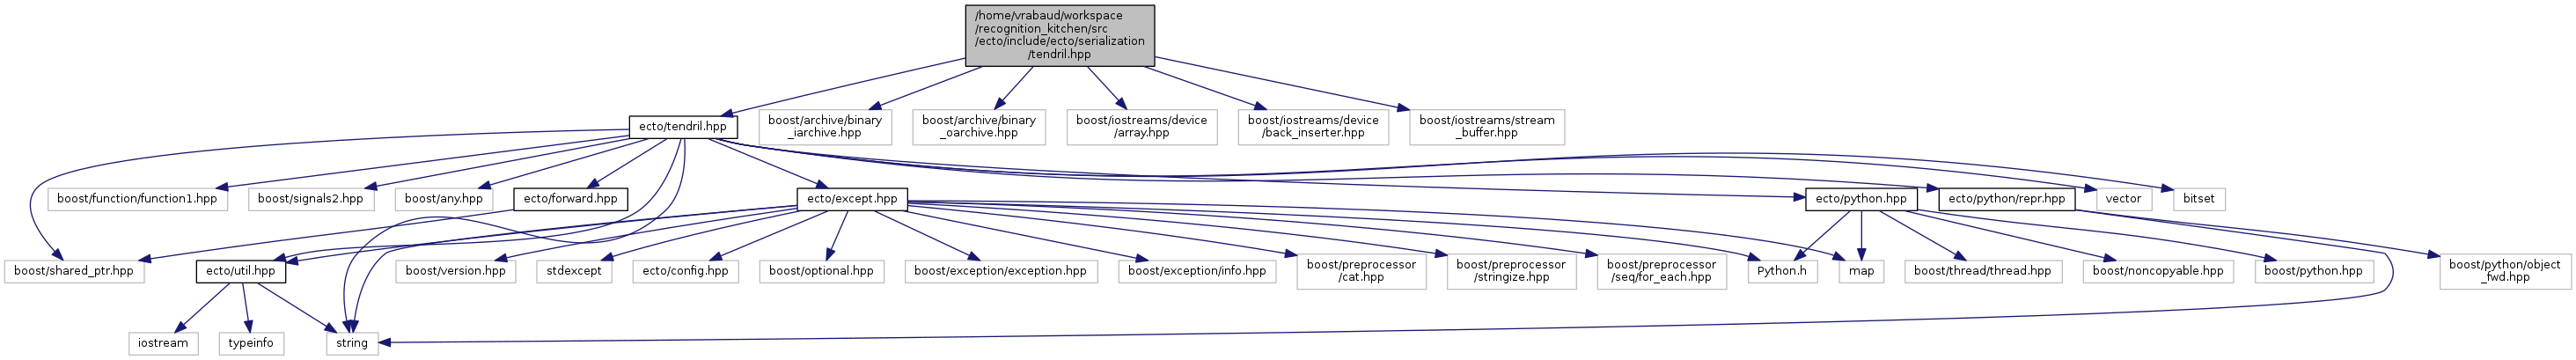 /home/vrabaud/workspace
/recognition_kitchen/src
/ecto/include/ecto/serialization
/tendril.hpp
ecto/tendril.hpp
boost/archive/binary
_iarchive.hpp
boost/archive/binary
_oarchive.hpp
boost/iostreams/device
/array.hpp
boost/iostreams/device
/back_inserter.hpp
boost/iostreams/stream
_buffer.hpp
boost/function/function1.hpp
boost/signals2.hpp
boost/any.hpp
ecto/forward.hpp
ecto/except.hpp
ecto/python.hpp
ecto/python/repr.hpp
vector
bitset
boost/shared_ptr.hpp
ecto/util.hpp
boost/version.hpp
stdexcept
ecto/config.hpp
boost/optional.hpp
boost/exception/exception.hpp
boost/exception/info.hpp
boost/preprocessor
/cat.hpp
boost/preprocessor
/stringize.hpp
boost/preprocessor
/seq/for_each.hpp
Python.h
map
boost/thread/thread.hpp
boost/noncopyable.hpp
boost/python.hpp
boost/python/object
_fwd.hpp
iostream
typeinfo
string